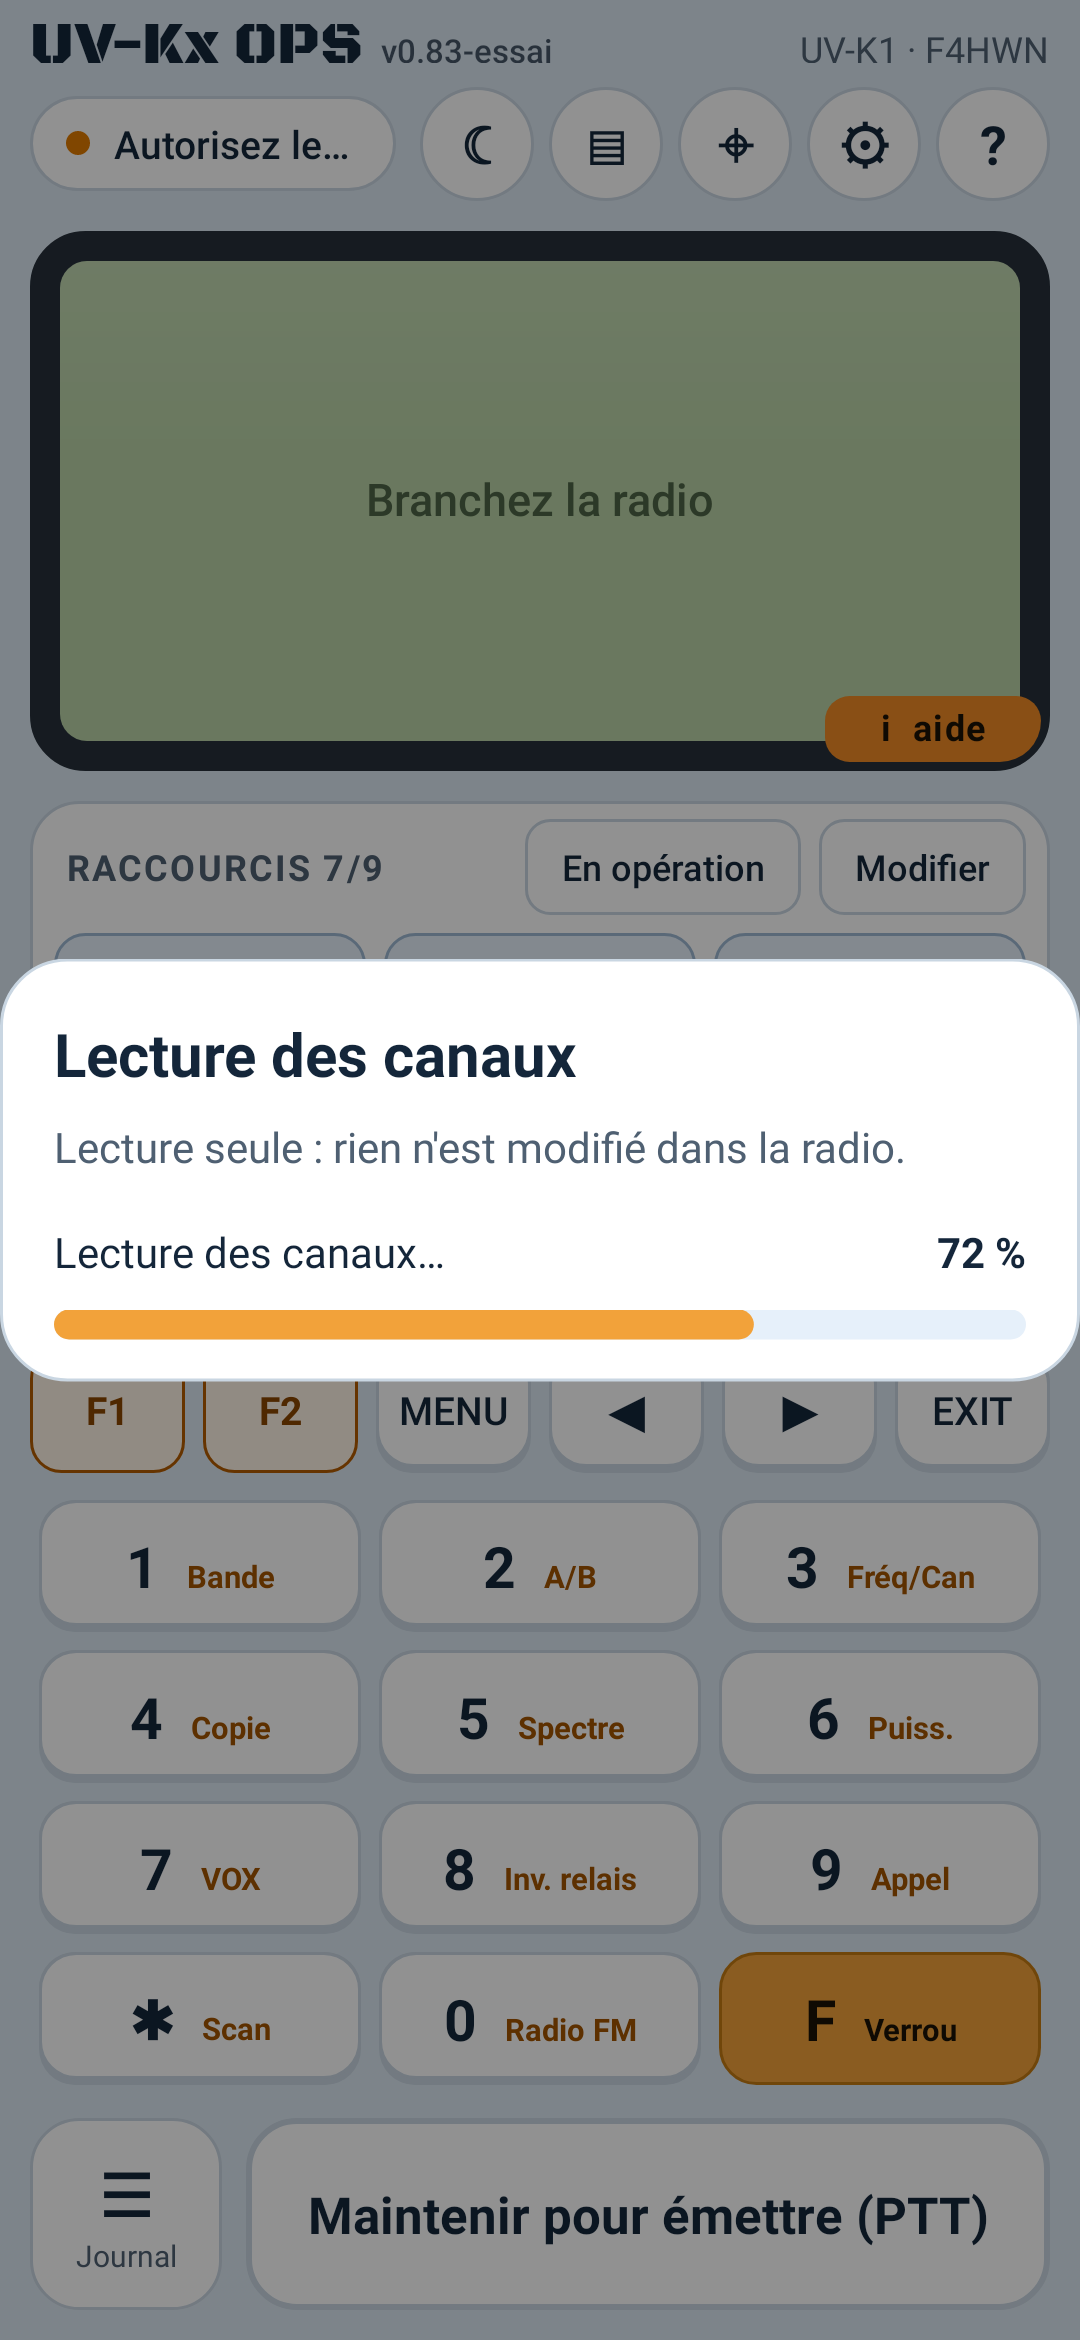 UV-Kx OPS v0.83-essai UV-K1 · F4HWN
Autorisez le... ?
Branchez la radio
i aide
RACCOURCIS 7/9 En opération Modifier
Lecture des canaux
Lecture seule : rien n'est modifié dans la radio.
Lecture des canaux... 72 %
F1 F2 MENU ◀ ▶ EXIT
1 Bande 2 A/B 3 Fréq/Can
4 Copie 5 Spectre 6 Puiss.
7 VOX 8 Inv. relais 9 Appel
✱ Scan 0 Radio FM F Verrou
Maintenir pour émettre (PTT)
Journal